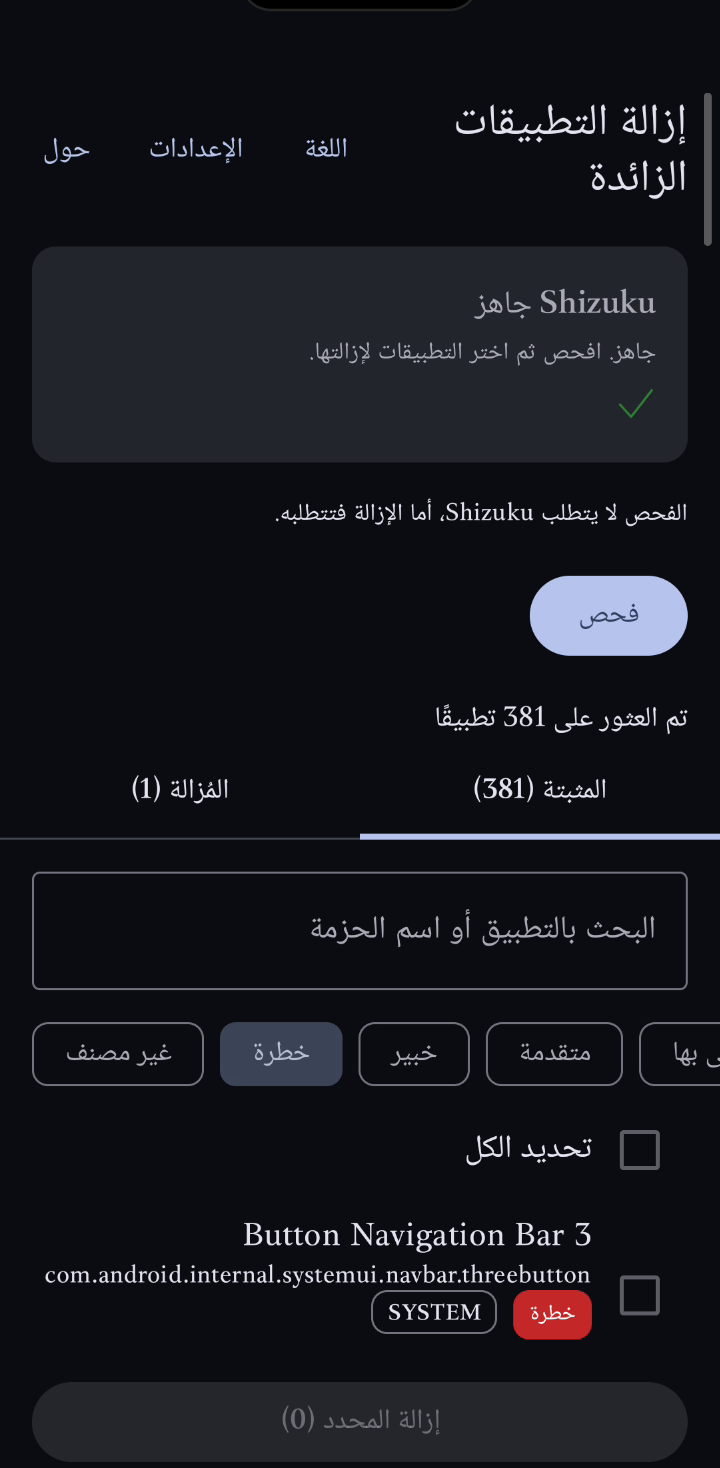 إزالة التطبيقات
الزائدة
اللغة
الإعدادات
حول
Shizuku جاهز
جاهز. افحص ثم اختر التطبيقات لإزالتها.
الفحص لا يتطلب Shizuku، أما الإزالة فتتطلبه.
فحص
تم العثور على 381 تطبيقًا
المثبتة (381)
المُزالة (1)
البحث بالتطبيق أو اسم الحزمة
بها
متقدمة
خبير
خطرة
غير مصنف
تحديد الكل
3 Button Navigation Bar
com.android.internal.systemui.navbar.threebutton
خطرة
SYSTEM
إزالة المحدد (0)